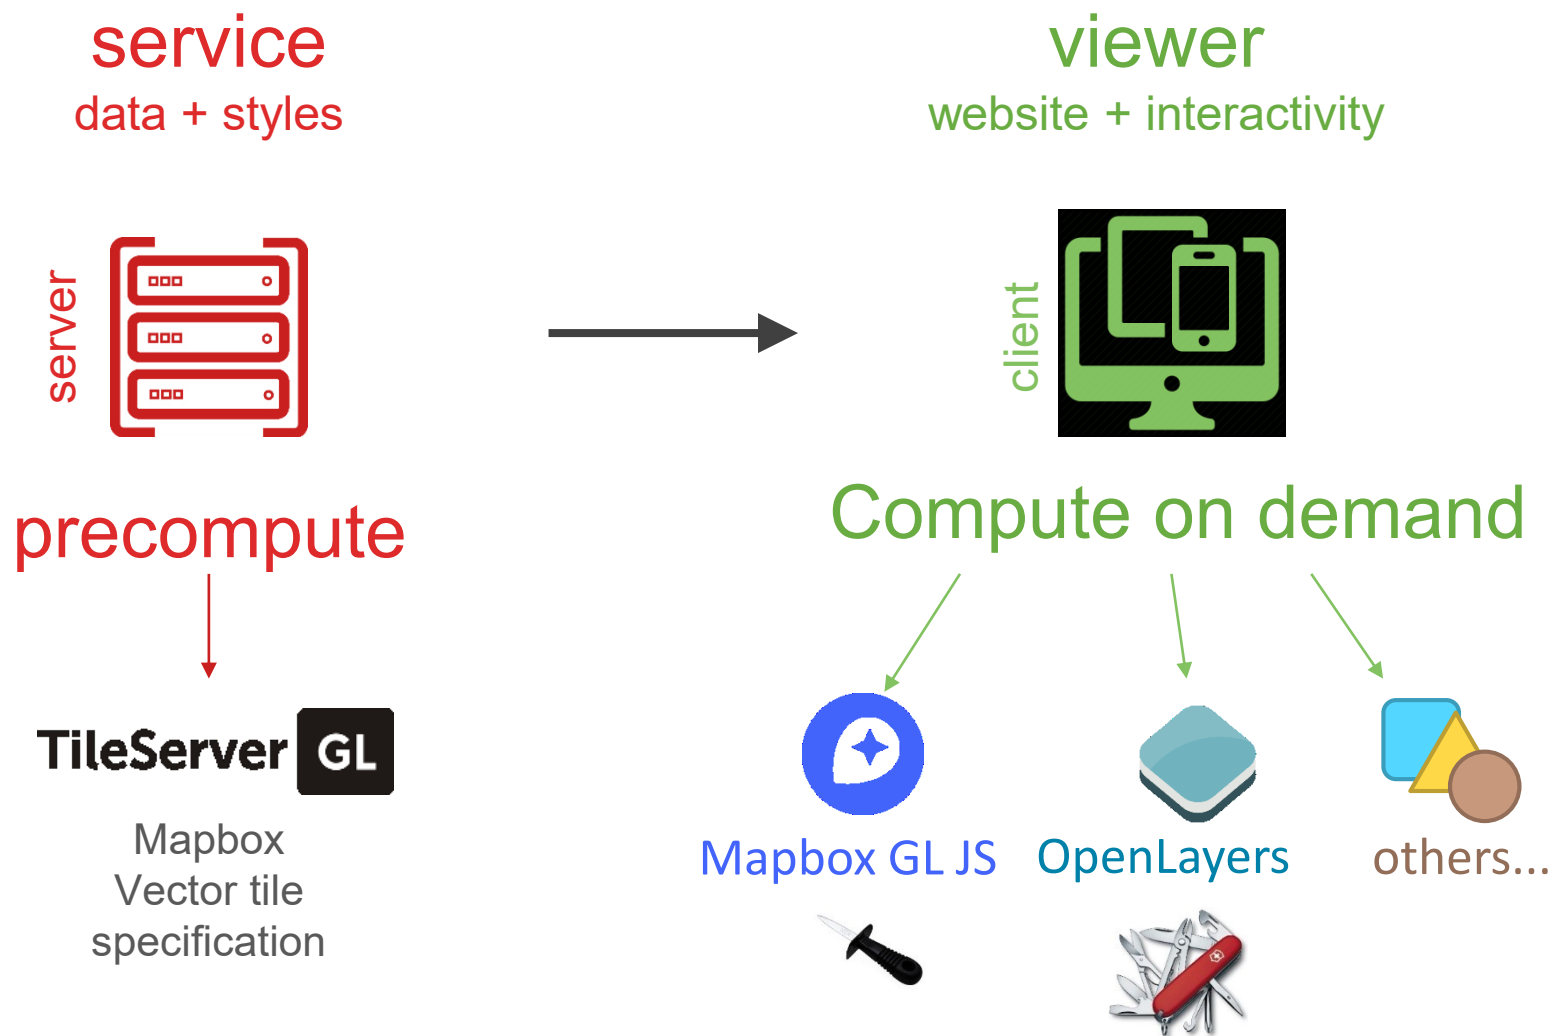 service
data + styles
server
precompute
TileServer GL
Mapbox
Vector tile
specification
viewer
website + interactivity
client
Compute on demand
Mapbox GL JS
OpenLayers
others...